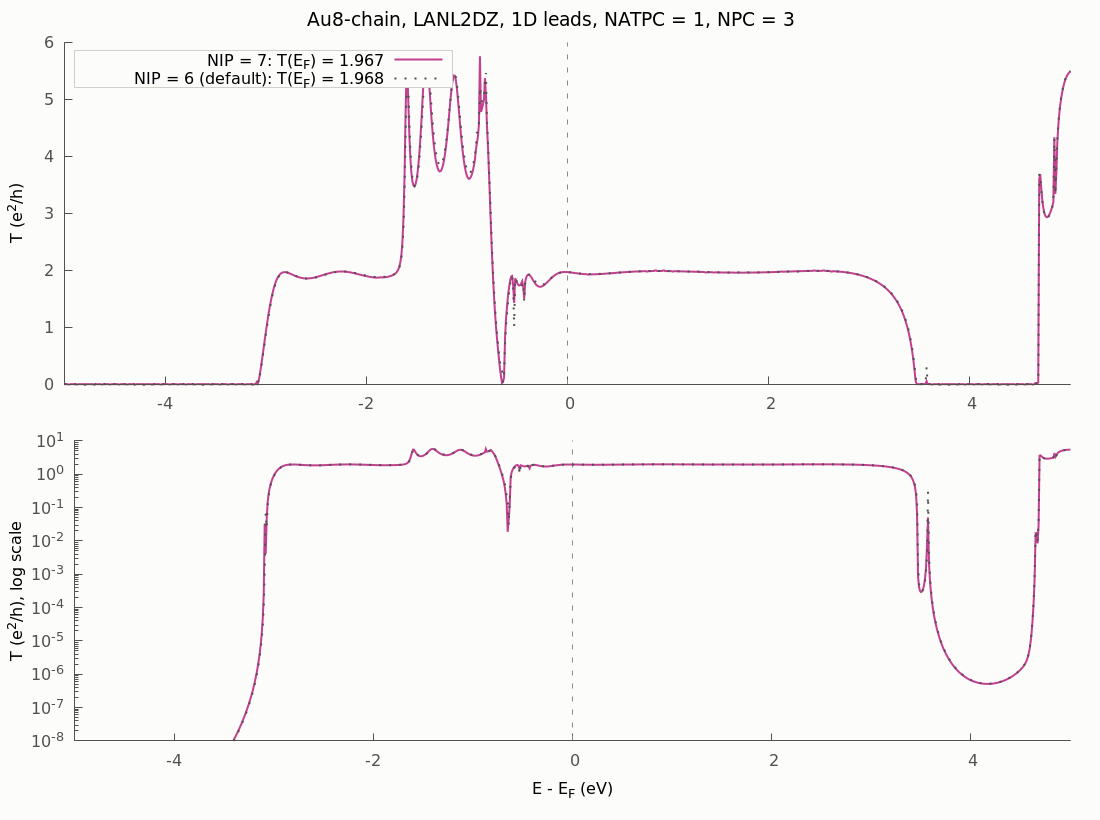 Au8-chain, LANL2DZ, 1D leads, NATPC = 1, NPC = 3
NIP = 7: T(E_F) = 1.967
NIP = 6 (default): T(E_F) = 1.968
T (e²/h)
6
5
4
3
2
1
0
-4 -2 0 2 4
T (e²/h), log scale
10¹
10⁰
10⁻¹
10⁻²
10⁻³
10⁻⁴
10⁻⁵
10⁻⁶
10⁻⁷
10⁻⁸
-4 -2 0 2 4
E - E_F (eV)